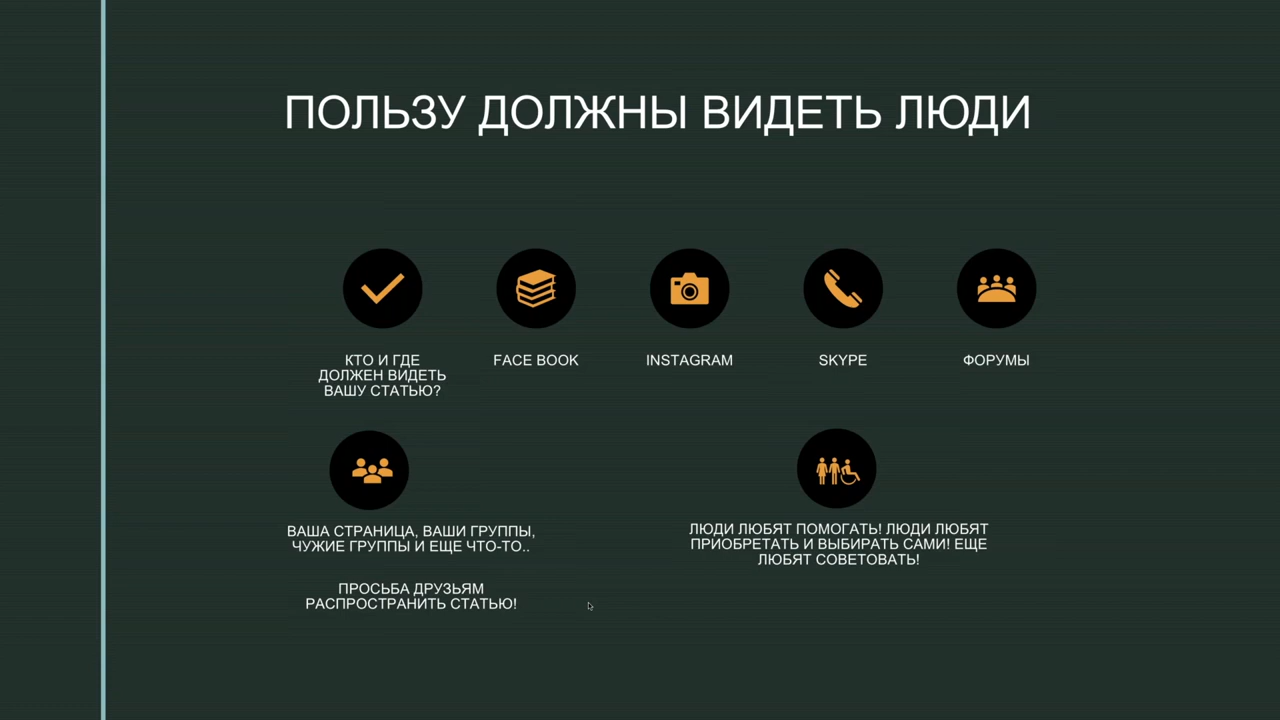 ПОЛЬЗУ ДОЛЖНЫ ВИДЕТЬ ЛЮДИ
КТО И ГДЕ
ДОЛЖЕН ВИДЕТЬ
ВАШУ СТАТЬЮ?
FACE BOOK
INSTAGRAM
SKYPE
ФОРУМЫ
ВАША СТРАНИЦА, ВАШИ ГРУППЫ,
ЧУЖИЕ ГРУППЫ И ЕЩЕ ЧТО-ТО..
ПРОСЬБА ДРУЗЬЯМ
РАСПРОСТРАНИТЬ СТАТЬЮ!
ЛЮДИ ЛЮБЯТ ПОМОГАТЬ! ЛЮДИ ЛЮБЯТ
ПРИОБРЕТАТЬ И ВЫБИРАТЬ САМИ! ЕЩЕ
ЛЮБЯТ СОВЕТОВАТЬ!